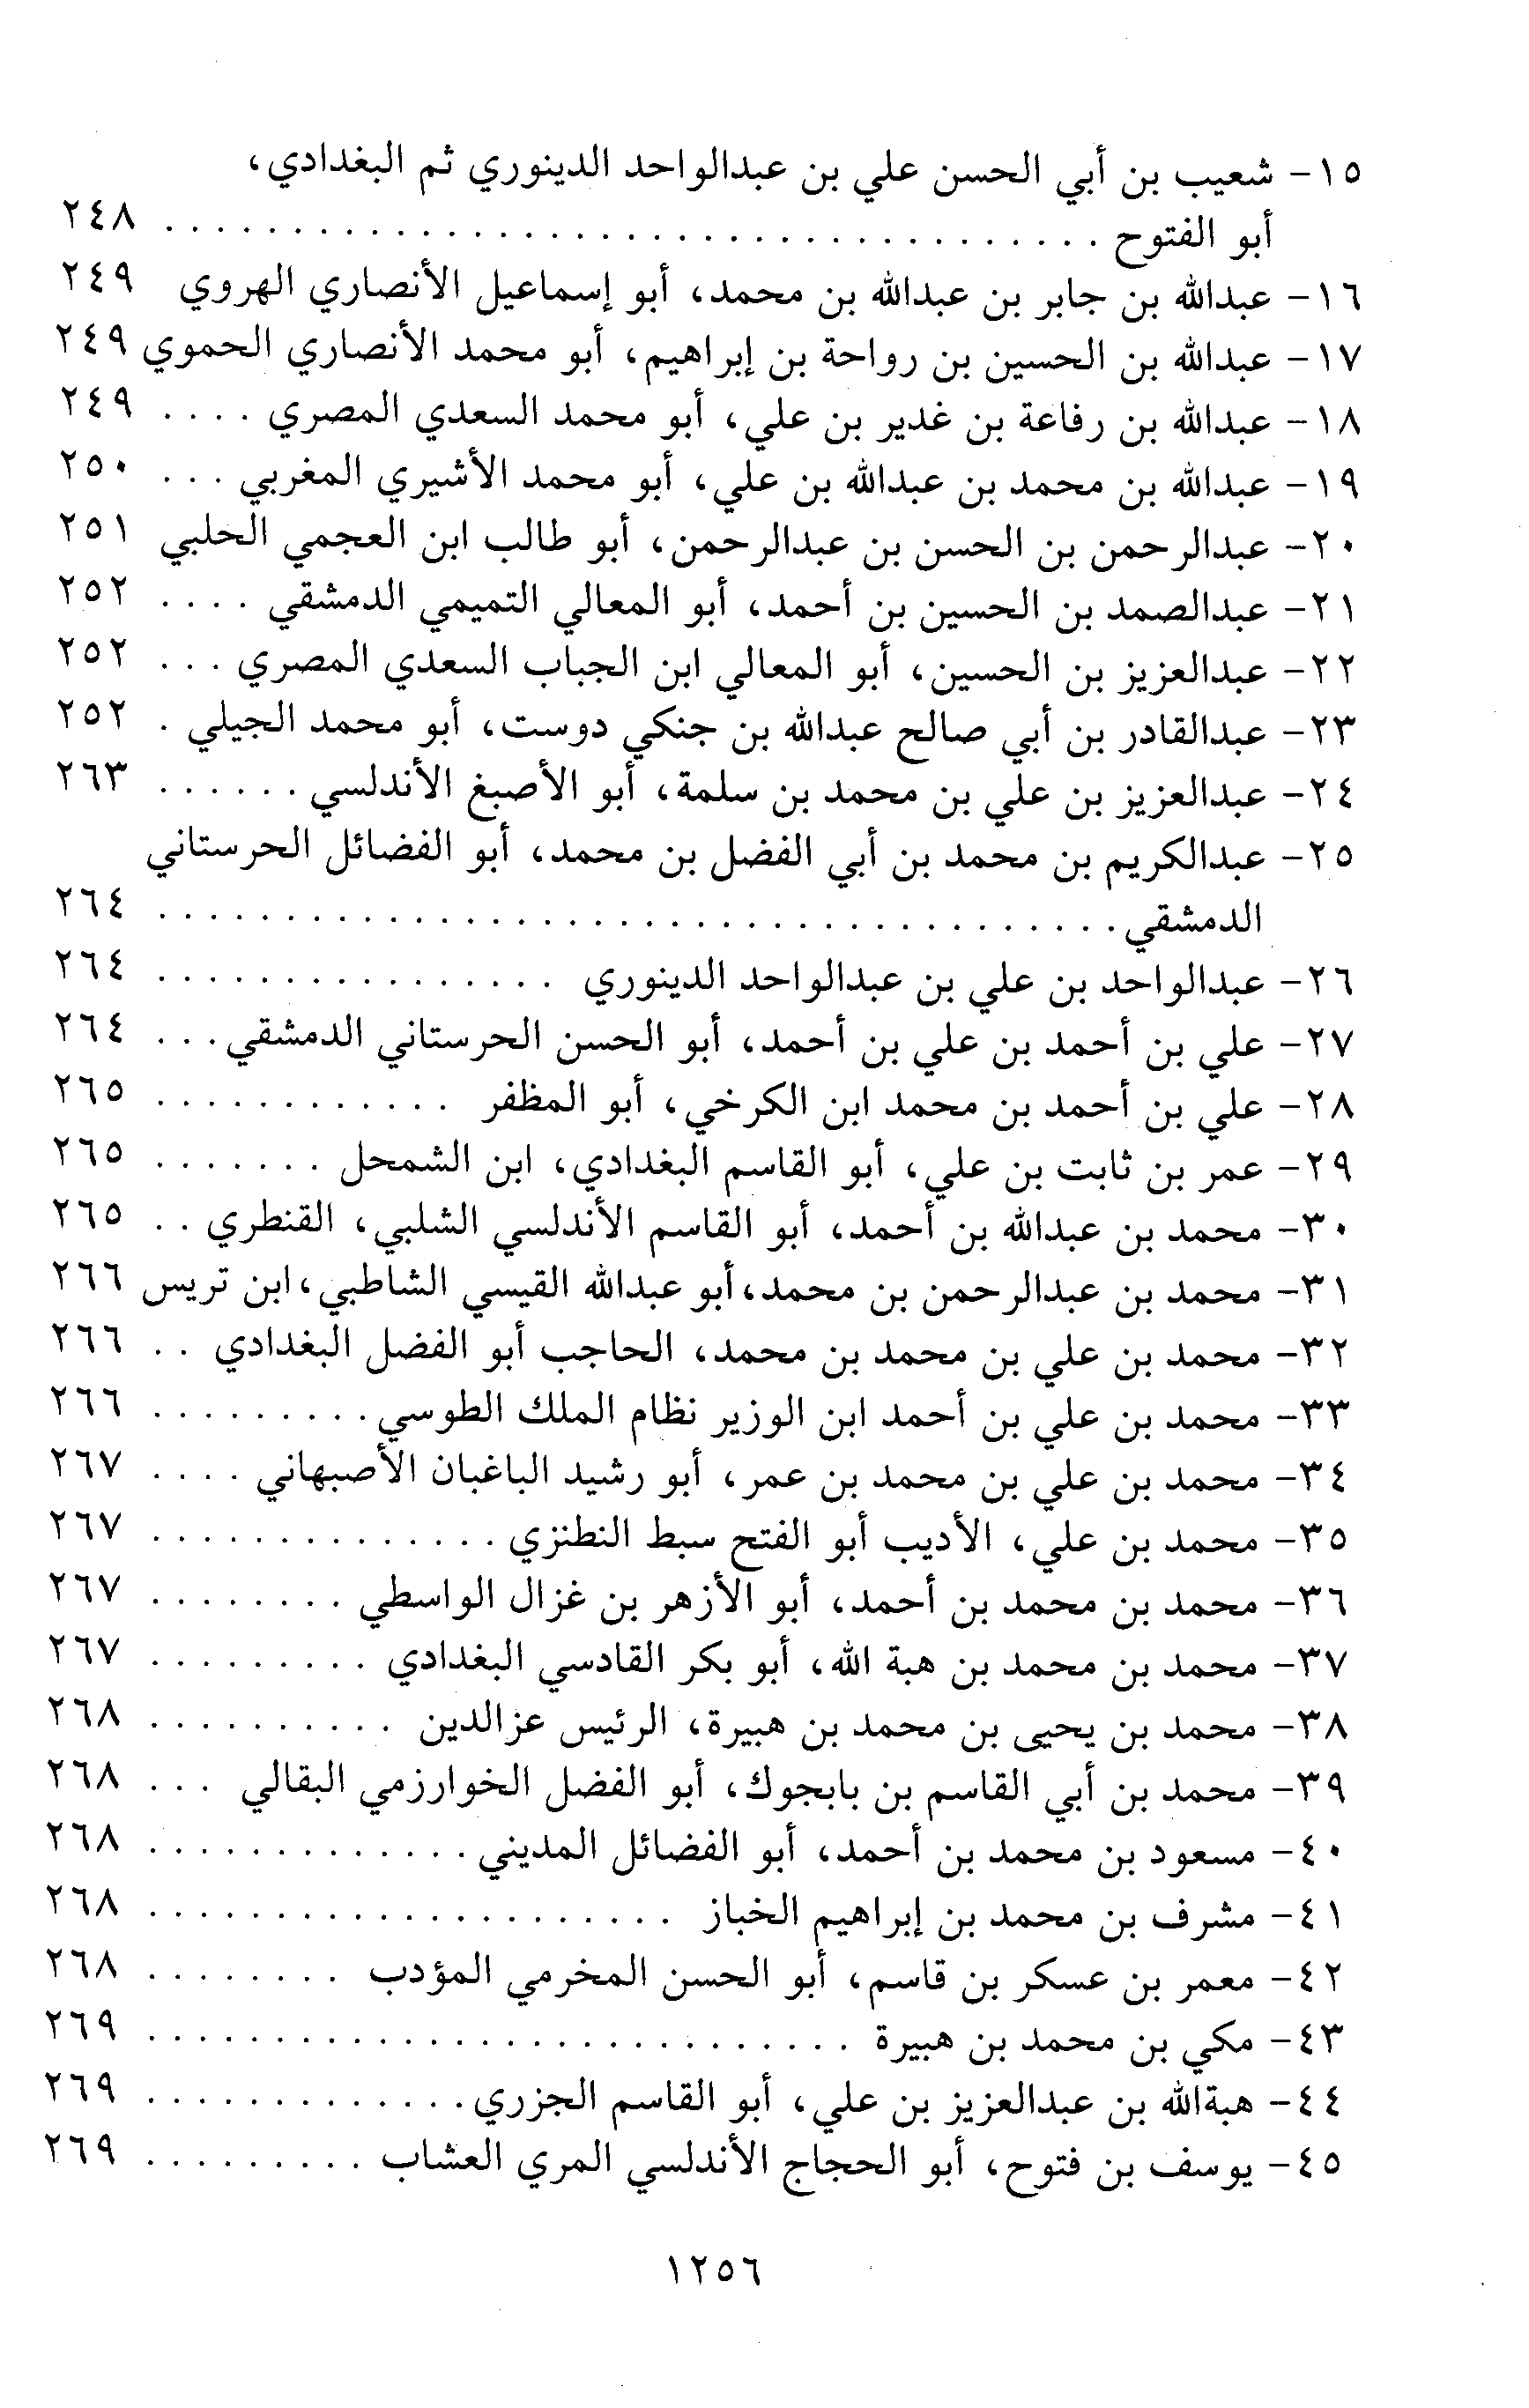 ١٥- شعيب بن أبي الحسن علي بن عبدالواحد الدينوري ثم البغدادي،
أبو الفتوح . . . . . . . . . . . . . . . . . . . . . . . . . . . . . . . . . . . . . ٢٤٨
١٦- عبدالله بن جابر بن عبدالله بن محمد، أبو إسماعيل الأنصاري الهروي ٢٤٩
١٧- عبدالله بن الحسين بن رواحة بن إبراهيم، أبو محمد الأنصاري الحموي ٢٤٩
١٨- عبدالله بن رفاعة بن غدير بن علي، أبو محمد السعدي المصري . . . . ٢٤٩
١٩- عبدالله بن محمد بن عبدالله بن علي، أبو محمد الأشيري المغربي . . . ٢٥٠
٢٠- عبدالرحمن بن الحسن بن عبدالرحمن، أبو طالب ابن العجمي الحلبي ٢٥١
٢١- عبدالصمد بن الحسين بن أحمد، أبو المعالي التميمي الدمشقي . . . . ٢٥٢
٢٢- عبدالعزيز بن الحسين، أبو المعالي ابن الجباب السعدي المصري . . . ٢٥٢
٢٣- عبدالقادر بن أبي صالح عبدالله بن جنكي دوست، أبو محمد الجيلي . ٢٥٢
٢٤- عبدالعزيز بن علي بن محمد بن سلمة، أبو الأصبغ الأندلسي . . . . . . ٢٦٣
٢٥- عبدالكريم بن محمد بن أبي الفضل بن محمد، أبو الفضائل الحرستاني
الدمشقي . . . . . . . . . . . . . . . . . . . . . . . . . . . . . . . . . . . . . . ٢٦٤
٢٦- عبدالواحد بن علي بن عبدالواحد الدينوري . . . . . . . . . . . . . . . . ٢٦٤
٢٧- علي بن أحمد بن علي بن أحمد، أبو الحسن الحرستاني الدمشقي . . . ٢٦٤
٢٨- علي بن أحمد بن محمد ابن الكرخي، أبو المظفر . . . . . . . . . . . . ٢٦٥
٢٩- عمر بن ثابت بن علي، أبو القاسم البغدادي، ابن الشمحل . . . . . . . ٢٦٥
٣٠- محمد بن عبدالله بن أحمد، أبو القاسم الأندلسي الشلبي، القنطري . . ٢٦٥
٣١- محمد بن عبدالرحمن بن محمد، أبو عبدالله القيسي الشاطبي، ابن تريس ٢٦٦
٣٢- محمد بن علي بن محمد بن محمد، الحاجب أبو الفضل البغدادي . . ٢٦٦
٣٣- محمد بن علي بن أحمد ابن الوزير نظام الملك الطوسي . . . . . . . . . ٢٦٦
٣٤- محمد بن علي بن محمد بن عمر، أبو رشيد الباغبان الأصبهاني . . . . ٢٦٧
٣٥- محمد بن علي، الأديب أبو الفتح سبط النطنزي . . . . . . . . . . . . . . ٢٦٧
٣٦- محمد بن محمد بن أحمد، أبو الأزهر بن غزال الواسطي . . . . . . . . ٢٦٧
٣٧- محمد بن محمد بن هبة الله، أبو بكر القادسي البغدادي . . . . . . . . . ٢٦٧
٣٨- محمد بن يحيى بن محمد بن هبيرة، الرئيس عزالدين . . . . . . . . . . ٢٦٨
٣٩- محمد بن أبي القاسم بن بابجوك، أبو الفضل الخوارزمي البقالي . . . ٢٦٨
٤٠- مسعود بن محمد بن أحمد، أبو الفضائل المديني . . . . . . . . . . . . . ٢٦٨
٤١- مشرف بن محمد بن إبراهيم الخباز . . . . . . . . . . . . . . . . . . . . . ٢٦٨
٤٢- معمر بن عسكر بن قاسم، أبو الحسن المخرمي المؤدب . . . . . . . . ٢٦٨
٤٣- مكي بن محمد بن هبيرة . . . . . . . . . . . . . . . . . . . . . . . . . . . . ٢٦٩
٤٤- هبةالله بن عبدالعزيز بن علي، أبو القاسم الجزري . . . . . . . . . . . . . ٢٦٩
٤٥- يوسف بن فتوح، أبو الحجاج الأندلسي المري العشاب . . . . . . . . . ٢٦٩
١٢٥٦